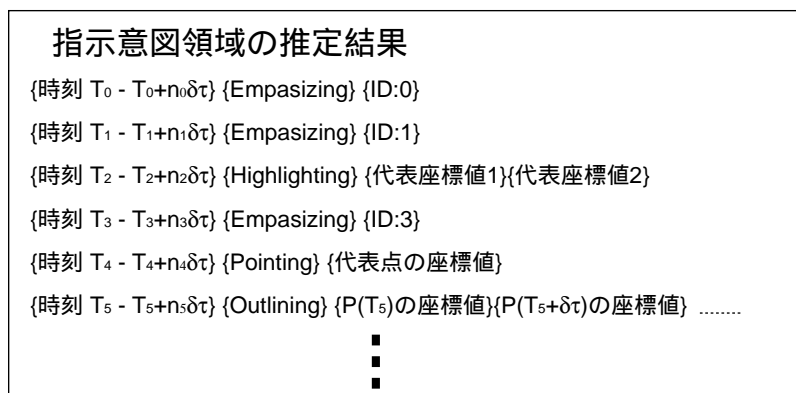 指示意図領域の推定結果
{時刻 T₀ - T₀+n₀δτ} {Empasizing} {ID:0}
{時刻 T₁ - T₁+n₁δτ} {Empasizing} {ID:1}
{時刻 T₂ - T₂+n₂δτ} {Highlighting} {代表座標値1}{代表座標値2}
{時刻 T₃ - T₃+n₃δτ} {Empasizing} {ID:3}
{時刻 T₄ - T₄+n₄δτ} {Pointing} {代表点の座標値}
{時刻 T₅ - T₅+n₅δτ} {Outlining} {P(T₅)の座標値}{P(T₅+δτ)の座標値} ........